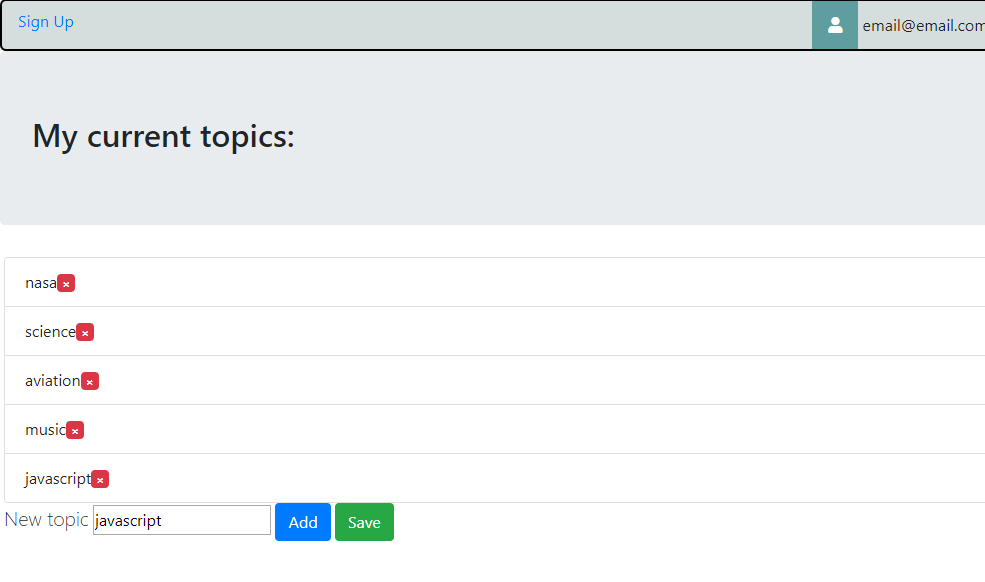 Sign Up
email@email.com
My current topics:
nasa
science
aviation
music
javascript
New topic javascript Add Save